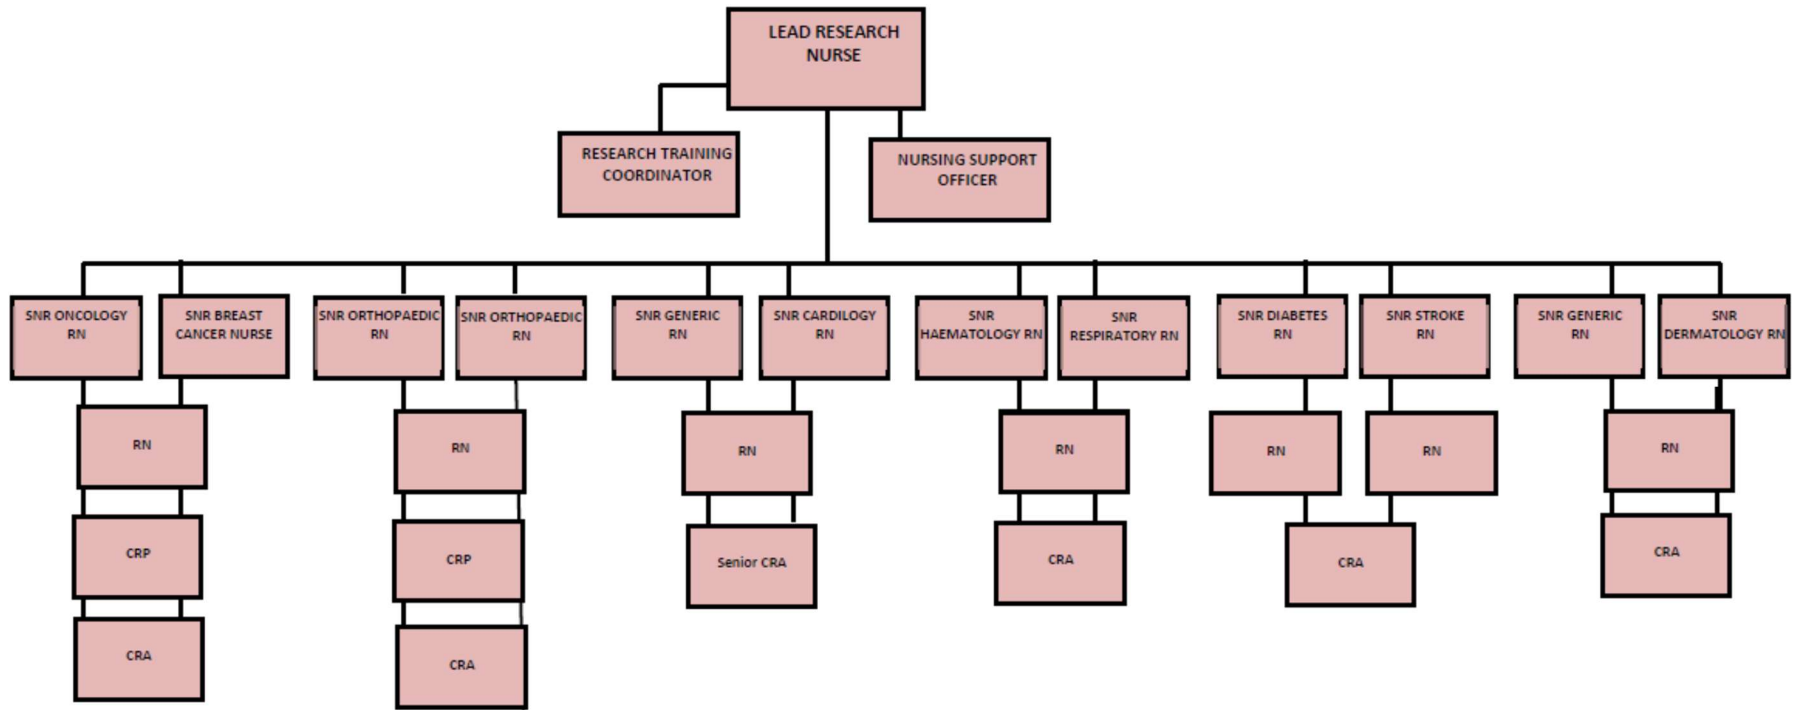 LEAD RESEARCH
NURSE
RESEARCH TRAINING
COORDINATOR
NURSING SUPPORT
OFFICER
SNR ONCOLOGY
RN
SNR BREAST
CANCER NURSE
SNR ORTHOPAEDIC
RN
SNR ORTHOPAEDIC
RN
SNR GENERIC
RN
SNR CARDILOGY
RN
SNR
HAEMATOLOGY RN
SNR
RESPIRATORY RN
SNR DIABETES
RN
SNR STROKE
RN
SNR GENERIC
RN
SNR
DERMATOLOGY RN
RN
RN
RN
RN
RN
RN
RN
CRP
CRP
Senior CRA
CRA
CRA
CRA
CRA
CRA